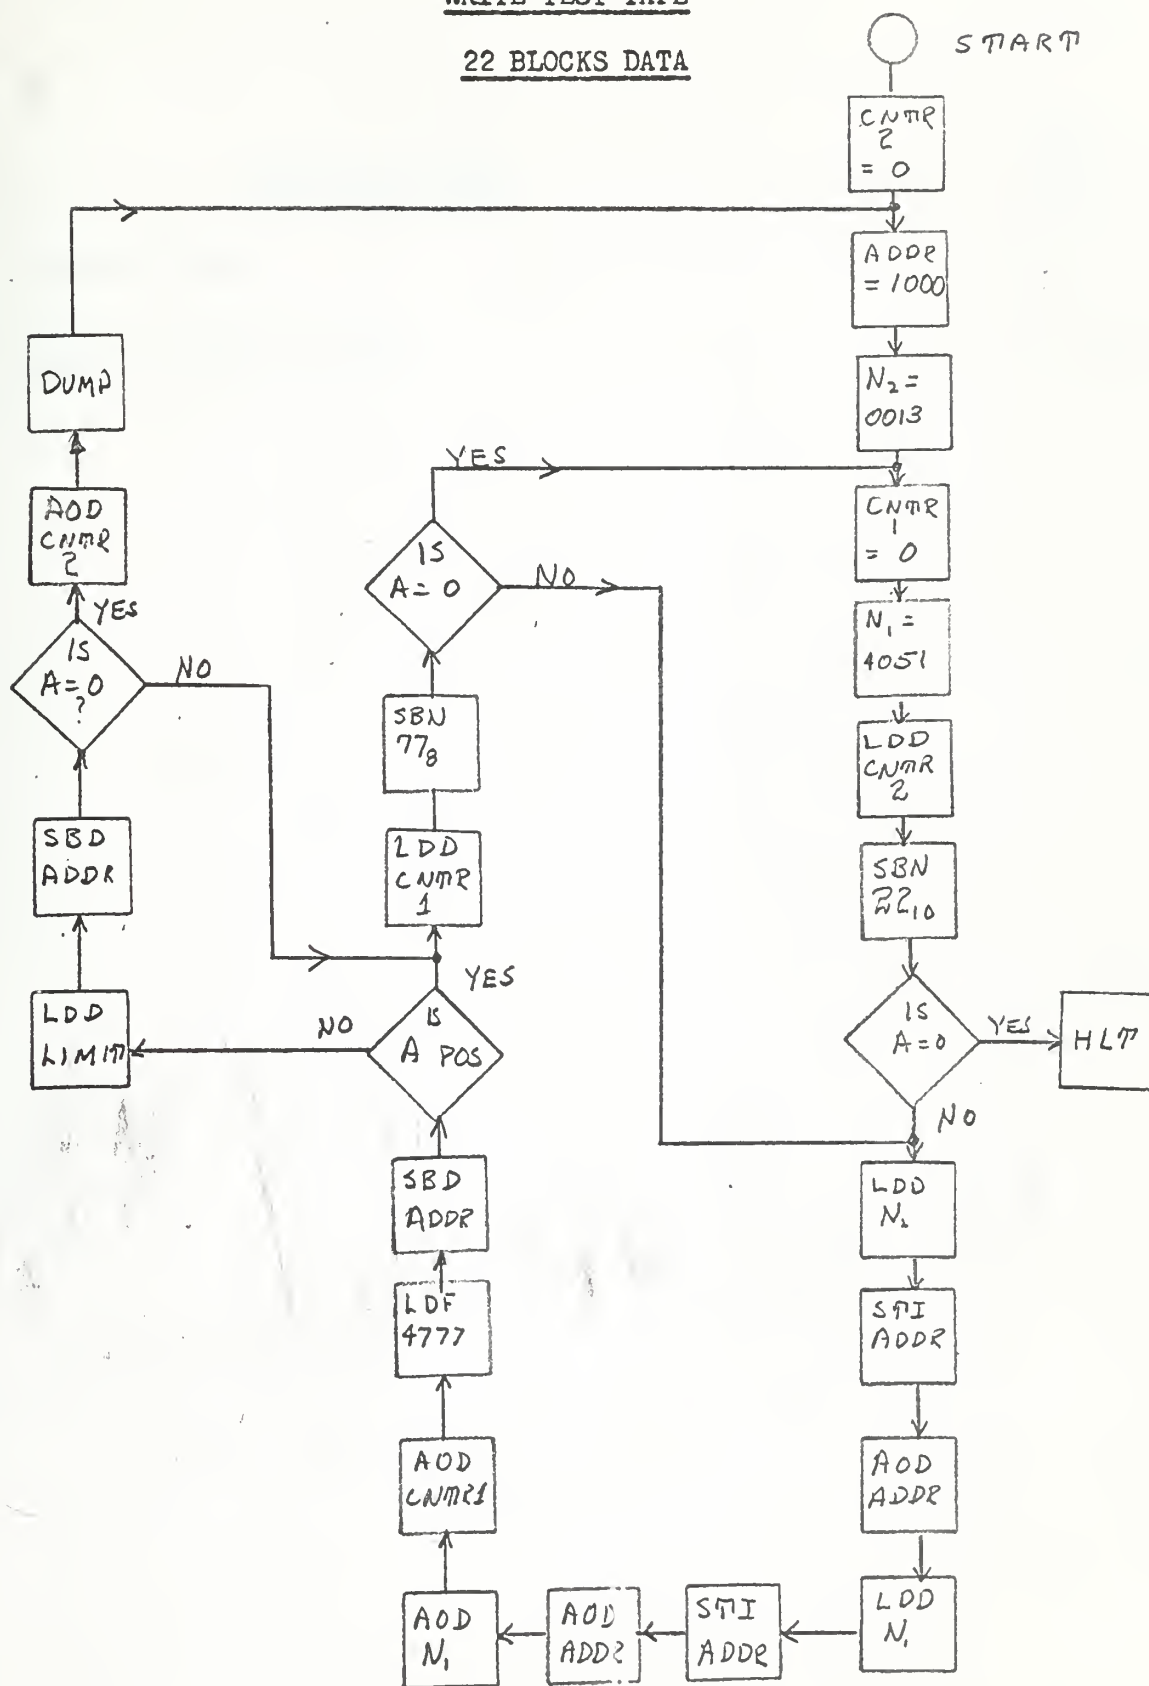 WRITE TEST TAPE
22 BLOCKS DATA
START
CNTR
2
= 0
ADDR
= 1000
N₂ =
0013
CNTR
1
= 0
N₁ =
4051
LDD
CNTR
2
SBN
22₁₀
IS
A=0
YES
HLT
NO
LDD
N₂
STI
ADDR
AOD
ADDR
LDD
N₁
STI
ADDR
AOD
ADDR
AOD
N₁
AOD
CNTR1
LDF
4777
SBD
ADDR
IS
A POS
YES
NO
LDD
CNTR
1
SBN
77₈
IS
A=0
YES
NO
LDD
LIMIT
SBD
ADDR
IS
A=0
?
YES
NO
AOD
CNTR
2
DUMP